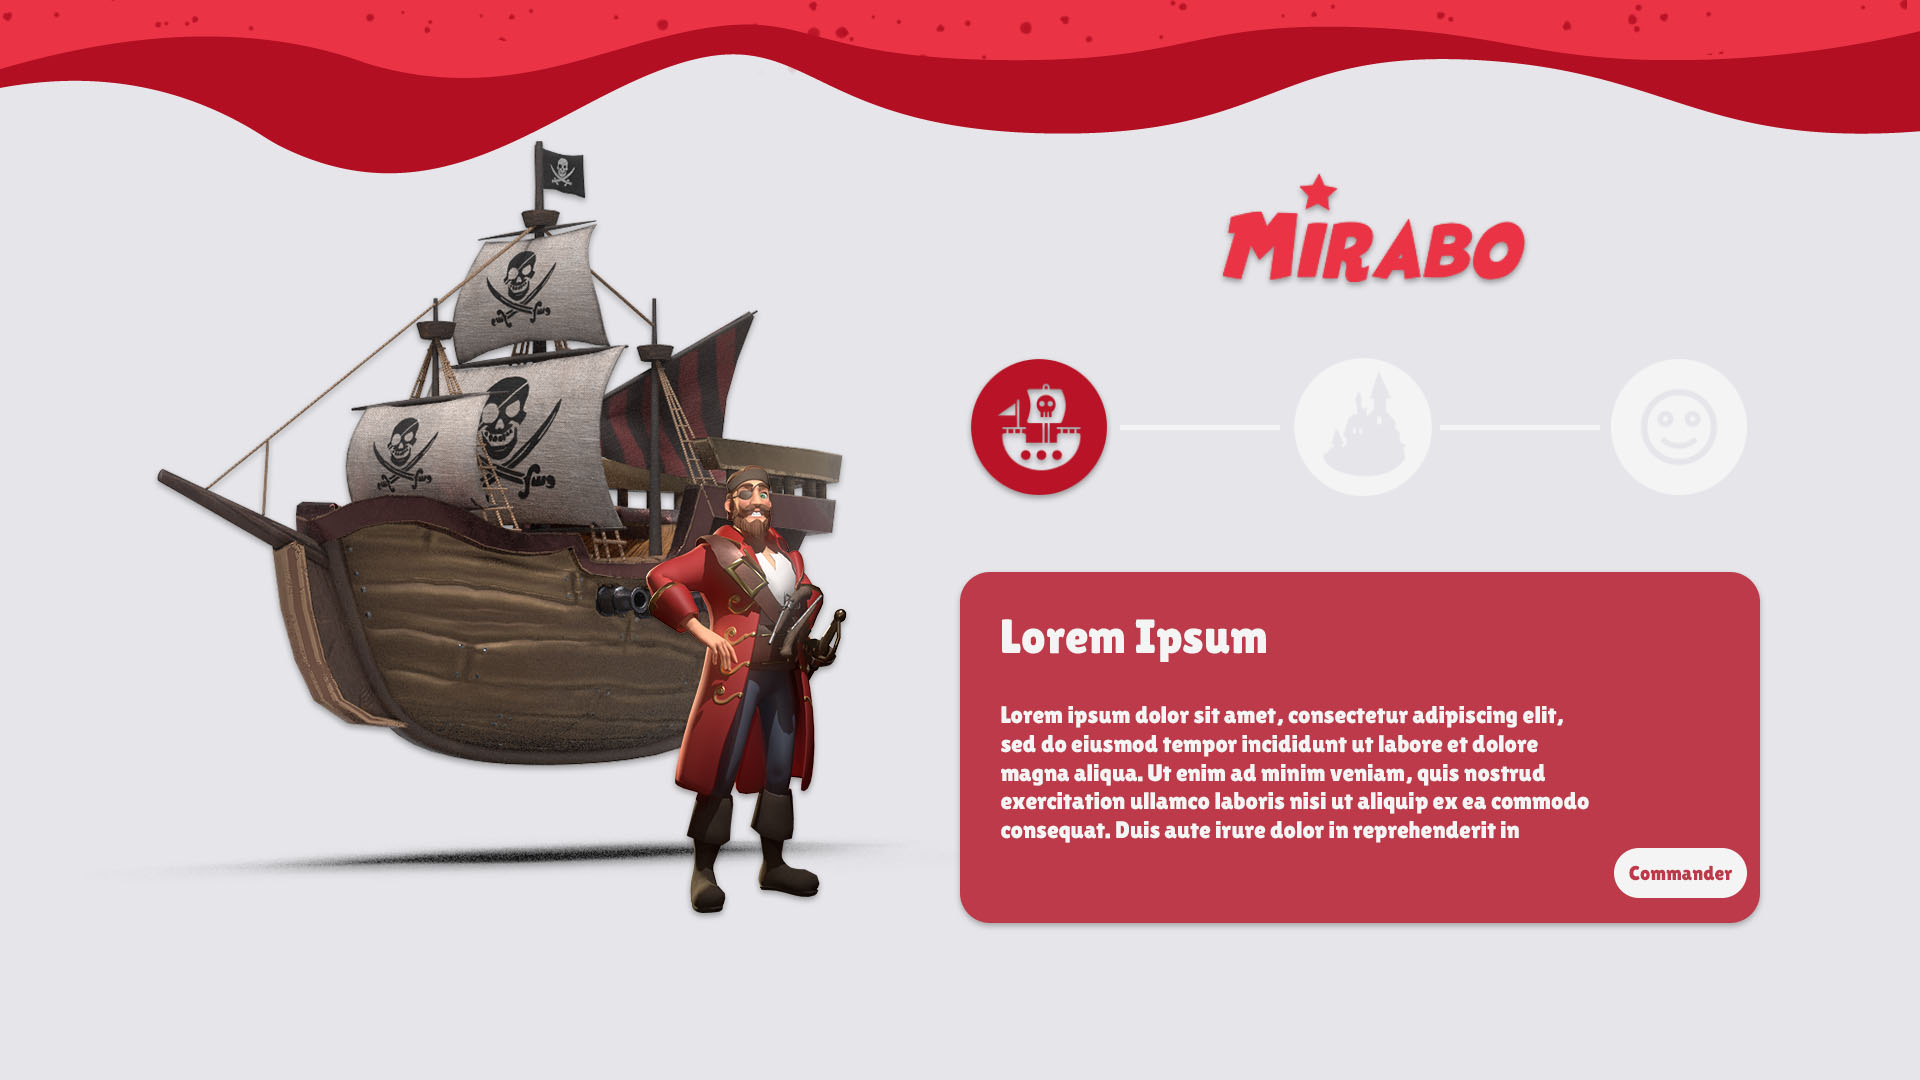 MIRABO
Lorem Ipsum
Lorem ipsum dolor sit amet, consectetur adipiscing elit,
sed do eiusmod tempor incididunt ut labore et dolore
magna aliqua. Ut enim ad minim veniam, quis nostrud
exercitation ullamco laboris nisi ut aliquip ex ea commodo
consequat. Duis aute irure dolor in reprehenderit in
Commander